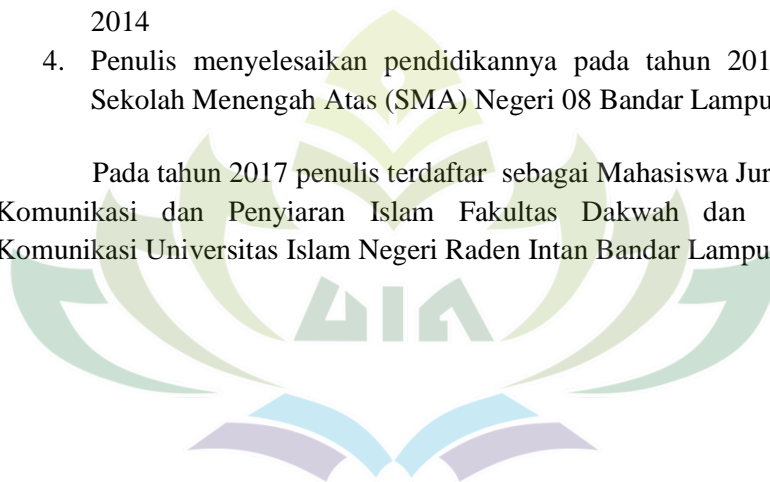 2014
4. Penulis menyelesaikan pendidikannya pada tahun 201
Sekolah Menengah Atas (SMA) Negeri 08 Bandar Lampu
Pada tahun 2017 penulis terdaftar sebagai Mahasiswa Jur
Komunikasi dan Penyiaran Islam Fakultas Dakwah dan
Komunikasi Universitas Islam Negeri Raden Intan Bandar Lampu
UIN